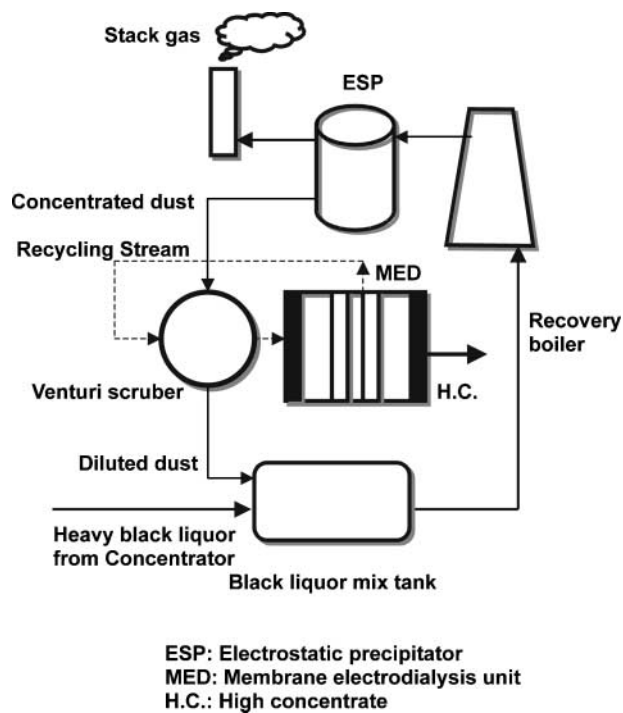 Stack gas
ESP
Concentrated dust
Recycling Stream
MED
Recovery
boiler
Venturi scruber
H.C.
Diluted dust
Heavy black liquor
from Concentrator
Black liquor mix tank
ESP: Electrostatic precipitator
MED: Membrane electrodialysis unit
H.C.: High concentrate